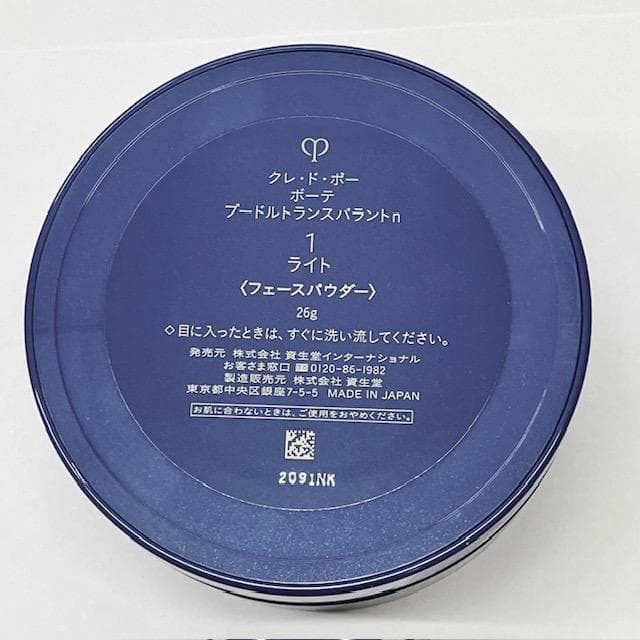 クレ・ド・ポー
ボーテ
プードルトランスパラントn
1
ライト
〈フェースパウダー〉
26g
◇目に入ったときは、すぐに洗い流してください。
発売元 株式会社 資生堂インターナショナル
お客さま窓口 0120-86-1982
製造販売元 株式会社 資生堂
東京都中央区銀座7-5-5 MADE IN JAPAN
お肌に合わないときは、ご使用をおやめください。
2091NK